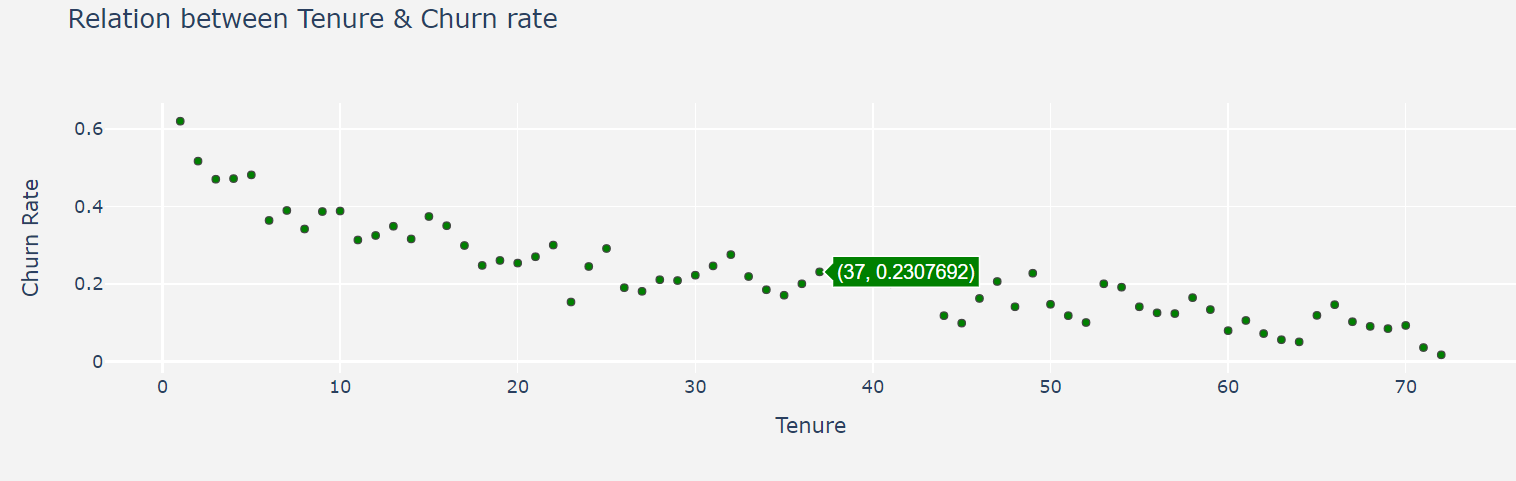 Relation between Tenure & Churn rate
0.6
0.4
0.2
0
Churn Rate
(37, 0.2307692)
0 10 20 30 40 50 60 70
Tenure